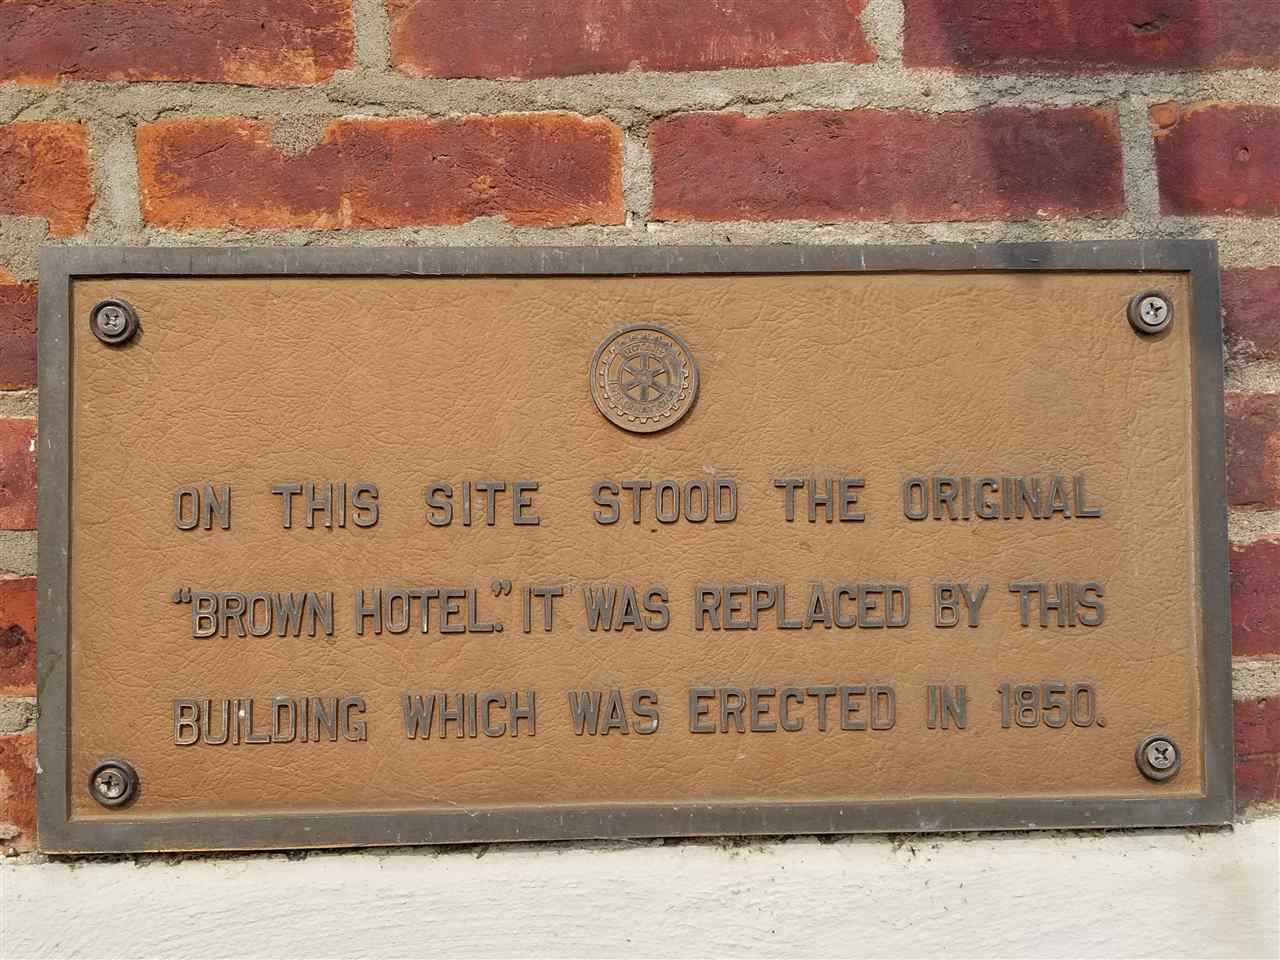 ON THIS SITE STOOD THE ORIGINAL
"BROWN HOTEL." IT WAS REPLACED BY THIS
BUILDING WHICH WAS ERECTED IN 1850.